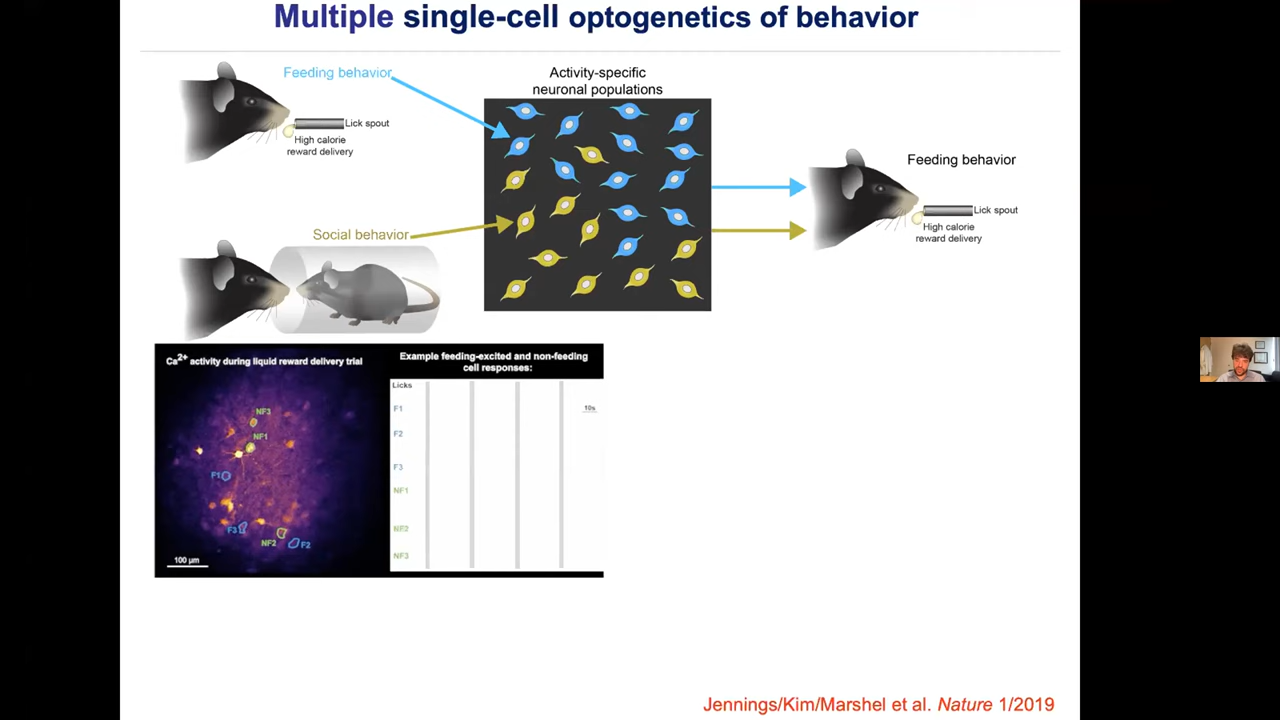 Multiple single-cell optogenetics of behavior
Feeding behavior
Lick spout
High calorie
reward delivery
Activity-specific
neuronal populations
Feeding behavior
Lick spout
High calorie
reward delivery
Social behavior
Ca2+ activity during liquid reward delivery trial
NF3
NF1
F1
F3
NF2
F2
100 µm
Example feeding-excited and non-feeding
cell responses:
Licks
F1
10s
F2
F3
NF1
NF2
NF3
Jennings/Kim/Marshel et al. Nature 1/2019